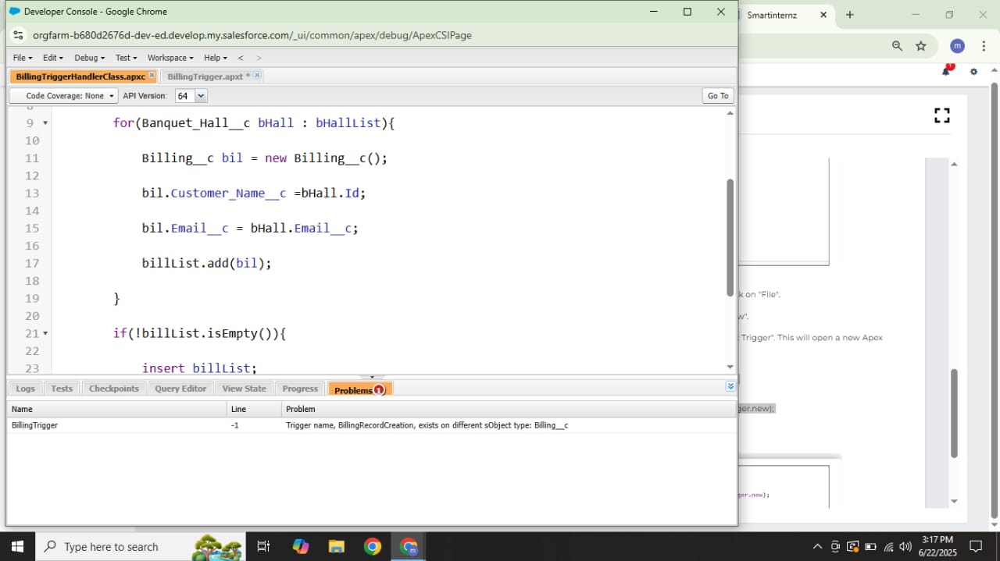 Developer Console - Google Chrome
Smartinternz
orgfarm-b680d2676d-dev-ed.develop.my.salesforce.com/_ui/common/apex/debug/ApexCSIPage
m
File Edit Debug Test Workspace Help < >
BillingTriggerHandlerClass.apxc BillingTrigger.apxt *
Code Coverage: None API Version: 64 Go To
8
9 for(Banquet_Hall__c bHall : bHallList){
10
11 Billing__c bil = new Billing__c();
12
13 bil.Customer_Name__c =bHall.Id;
14
15 bil.Email__c = bHall.Email__c;
16
17 billList.add(bil);
18
19 }
20
21 if(!billList.isEmpty()){
22
23 insert billList;
k on "File".
w".
Trigger". This will open a new Apex
ger.new);
ger.new);
Logs Tests Checkpoints Query Editor View State Progress Problems 1
Name Line Problem
BillingTrigger -1 Trigger name, BillingRecordCreation, exists on different sObject type: Billing__c
Type here to search
3:17 PM
6/22/2025